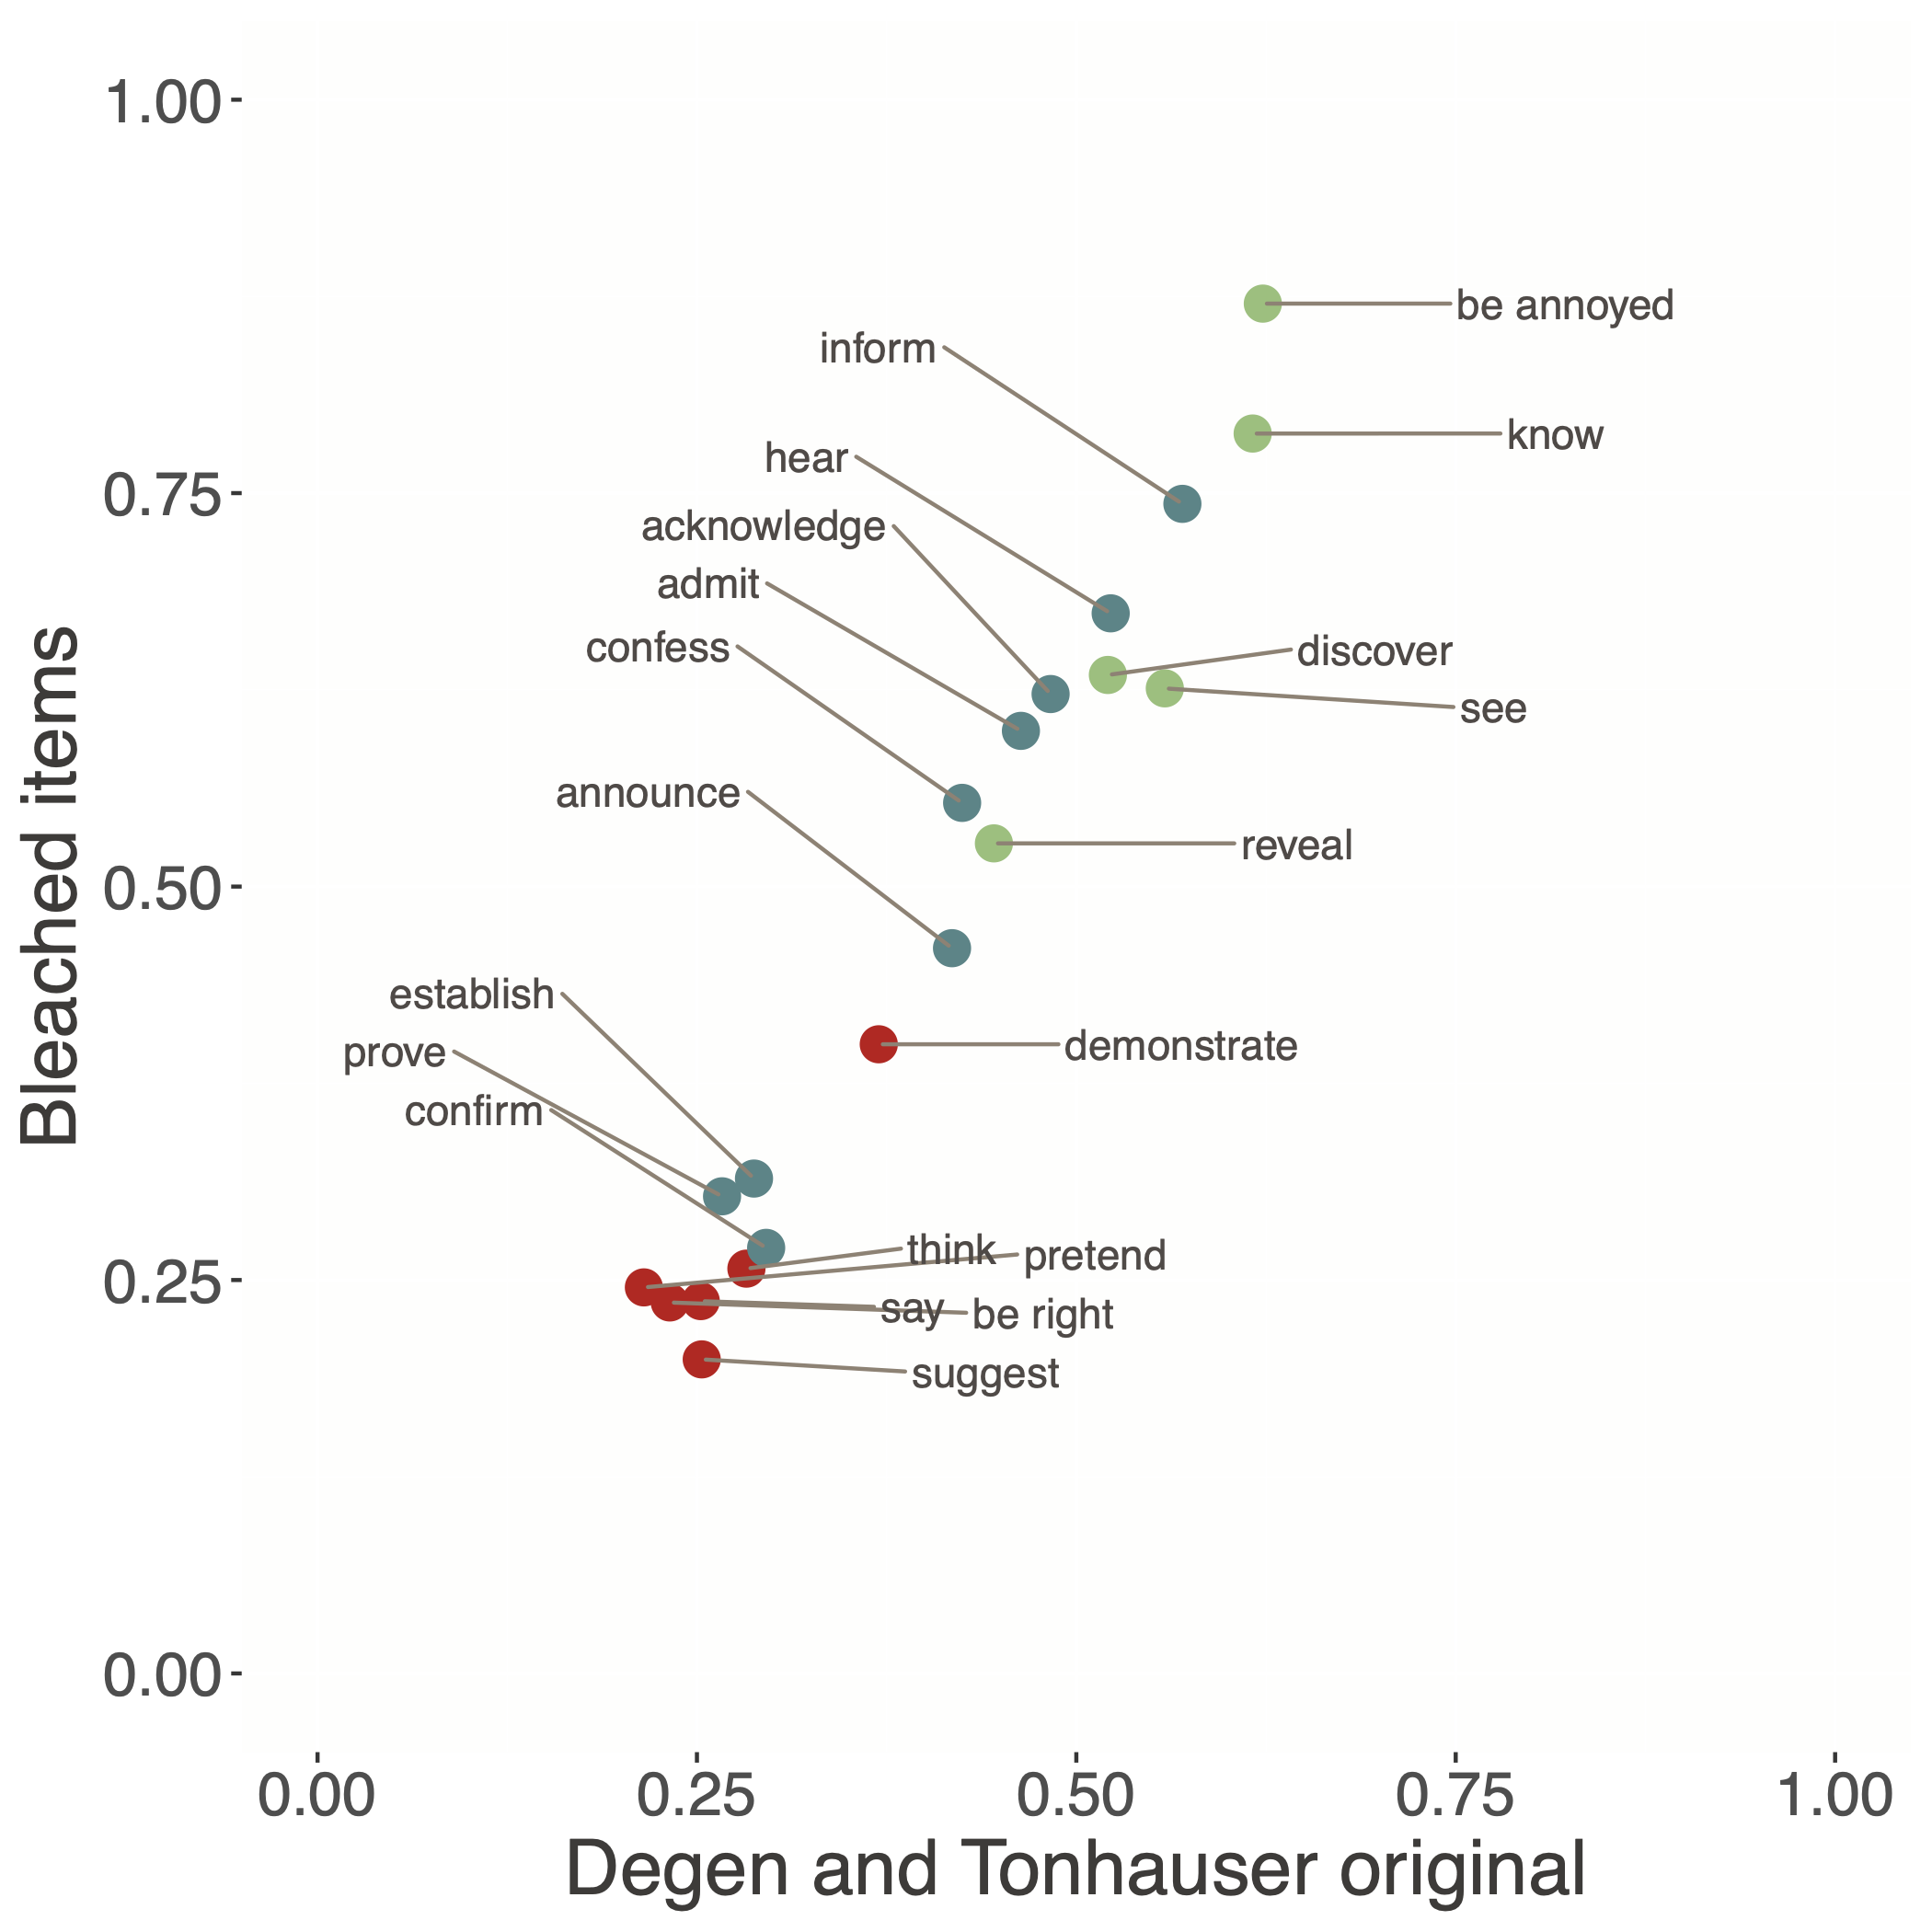 1.00
0.75
0.50
0.25
0.00
Bleached items
be annoyed
inform
know
hear
acknowledge
admit
confess
discover
see
announce
reveal
establish
demonstrate
prove
confirm
think
pretend
say
be right
suggest
0.00
0.25
0.50
0.75
1.00
Degen and Tonhauser original